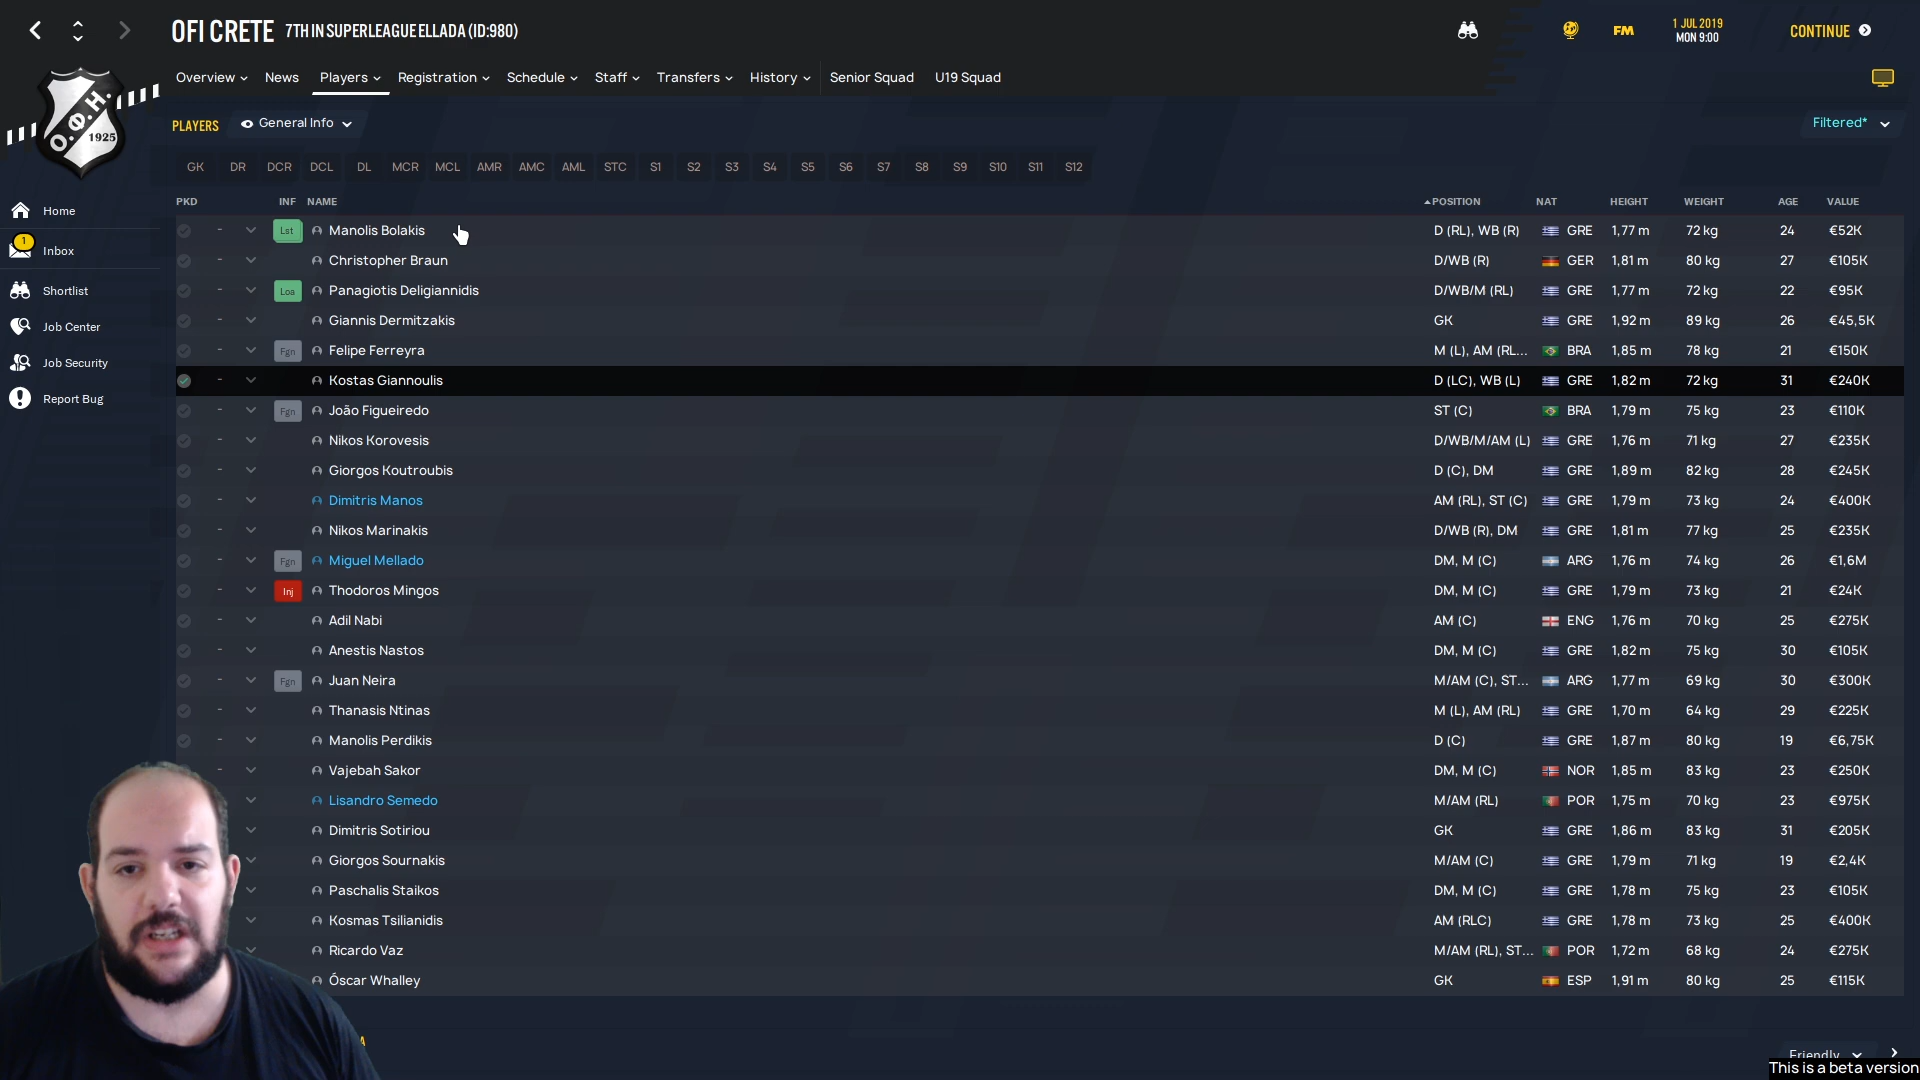 OFI CRETE 7TH IN SUPERLEAGUE ELLADA (ID:980)
FM
1 JUL 2019
MON 9:00
CONTINUE
Overview News Players Registration Schedule Staff Transfers History Senior Squad U19 Squad
Ο.Φ.Η. 1925
PLAYERS General Info Filtered*
GK DR DCR DCL DL MCR MCL AMR AMC AML STC S1 S2 S3 S4 S5 S6 S7 S8 S9 S10 S11 S12
PKD INF NAME POSITION NAT HEIGHT WEIGHT AGE VALUE
Home
1
Inbox
Shortlist
Job Center
Job Security
Report Bug
- Lst Manolis Bolakis D (RL), WB (R) GRE 1,77 m 72 kg 24 €52K
- Christopher Braun D/WB (R) GER 1,81 m 80 kg 27 €105K
- Loa Panagiotis Deligiannidis D/WB/M (RL) GRE 1,77 m 72 kg 22 €95K
- Giannis Dermitzakis GK GRE 1,92 m 89 kg 26 €45,5K
- Fgn Felipe Ferreyra M (L), AM (RL... BRA 1,85 m 78 kg 21 €150K
- Kostas Giannoulis D (LC), WB (L) GRE 1,82 m 72 kg 31 €240K
- Fgn João Figueiredo ST (C) BRA 1,79 m 75 kg 23 €110K
- Nikos Korovesis D/WB/M/AM (L) GRE 1,76 m 71 kg 27 €235K
- Giorgos Koutroubis D (C), DM GRE 1,89 m 82 kg 28 €245K
- Dimitris Manos AM (RL), ST (C) GRE 1,79 m 73 kg 24 €400K
- Nikos Marinakis D/WB (R), DM GRE 1,81 m 77 kg 25 €235K
- Fgn Miguel Mellado DM, M (C) ARG 1,76 m 74 kg 26 €1,6M
- Inj Thodoros Mingos DM, M (C) GRE 1,79 m 73 kg 21 €24K
- Adil Nabi AM (C) ENG 1,76 m 70 kg 25 €275K
- Anestis Nastos DM, M (C) GRE 1,82 m 75 kg 30 €105K
- Fgn Juan Neira M/AM (C), ST... ARG 1,77 m 69 kg 30 €300K
- Thanasis Ntinas M (L), AM (RL) GRE 1,70 m 64 kg 29 €225K
- Manolis Perdikis D (C) GRE 1,87 m 80 kg 19 €6,75K
- Vajebah Sakor DM, M (C) NOR 1,85 m 83 kg 23 €250K
Lisandro Semedo M/AM (RL) POR 1,75 m 70 kg 23 €975K
Dimitris Sotiriou GK GRE 1,86 m 83 kg 31 €205K
Giorgos Sournakis M/AM (C) GRE 1,79 m 71 kg 19 €2,4K
Paschalis Staikos DM, M (C) GRE 1,78 m 75 kg 23 €105K
Kosmas Tsilianidis AM (RLC) GRE 1,78 m 73 kg 25 €400K
Ricardo Vaz M/AM (RL), ST... POR 1,72 m 68 kg 24 €275K
Óscar Whalley GK ESP 1,91 m 80 kg 25 €115K
Friendly
This is a beta version